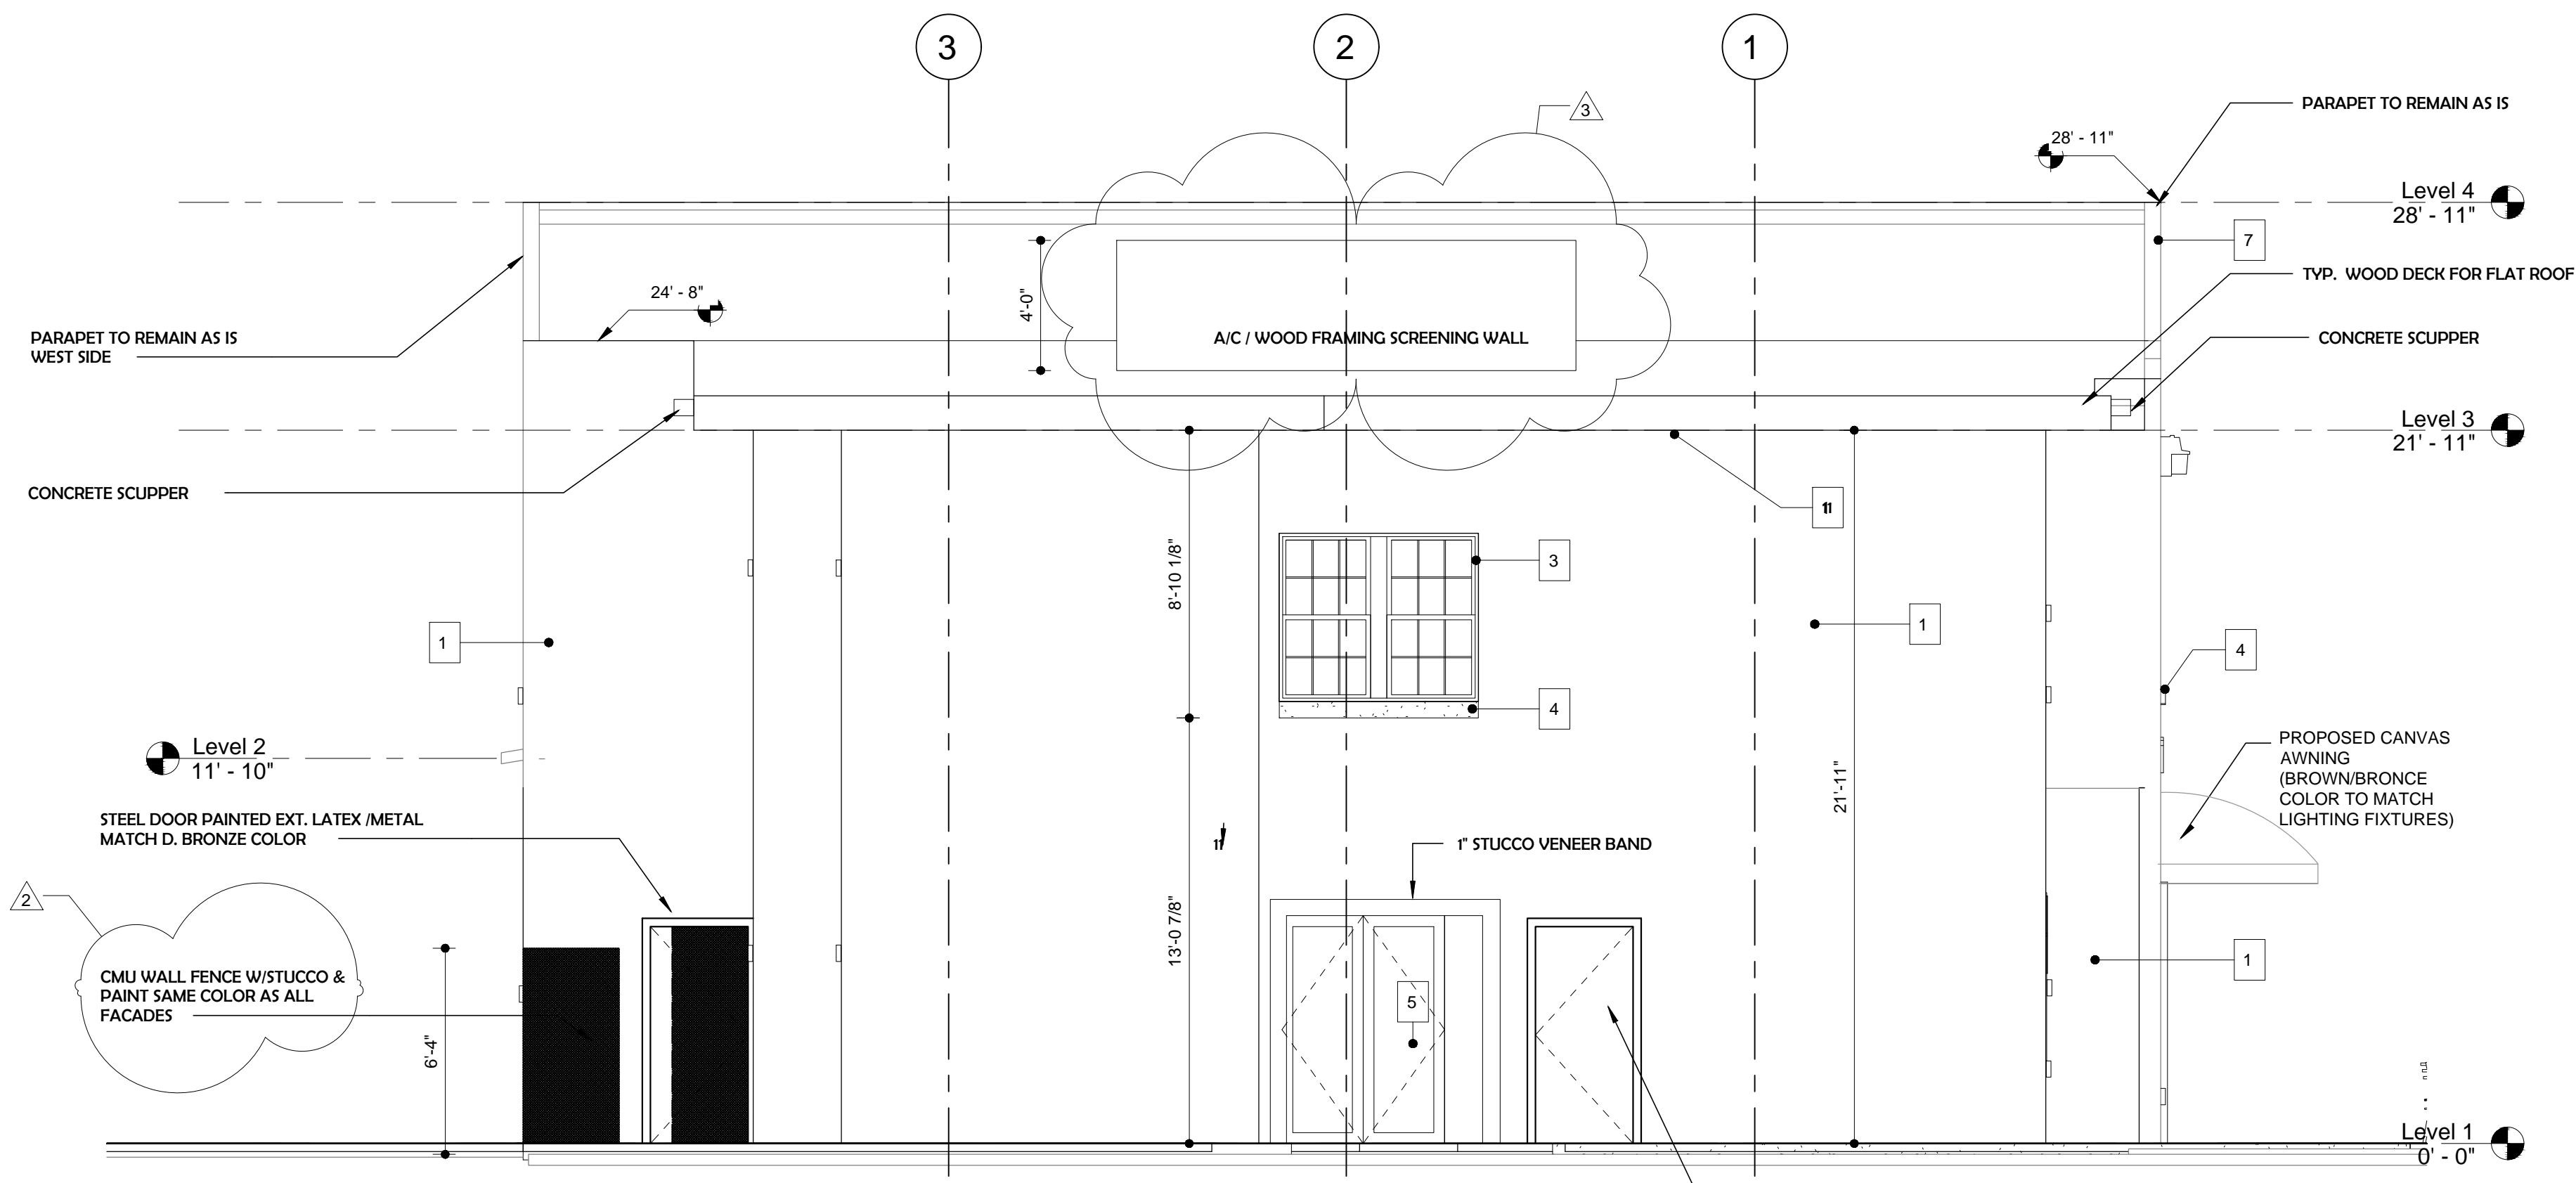 3
2
1
3
PARAPET TO REMAIN AS IS
28' - 11"
Level 4
28' - 11"
7
TYP. WOOD DECK FOR FLAT ROOF
24' - 8"
4'-0"
PARAPET TO REMAIN AS IS
WEST SIDE
A/C / WOOD FRAMING SCREENING WALL
CONCRETE SCUPPER
Level 3
21' - 11"
CONCRETE SCUPPER
11
8'-10 1/8"
3
1
1
4
4
Level 2
11' - 10"
PROPOSED CANVAS
AWNING
(BROWN/BRONCE
COLOR TO MATCH
LIGHTING FIXTURES)
21'-11"
STEEL DOOR PAINTED EXT. LATEX /METAL
MATCH D. BRONZE COLOR
11
1" STUCCO VENEER BAND
2
13'-0 7/8"
1
CMU WALL FENCE W/STUCCO &
PAINT SAME COLOR AS ALL
FACADES
5
6'-4"
Level 1
0' - 0"